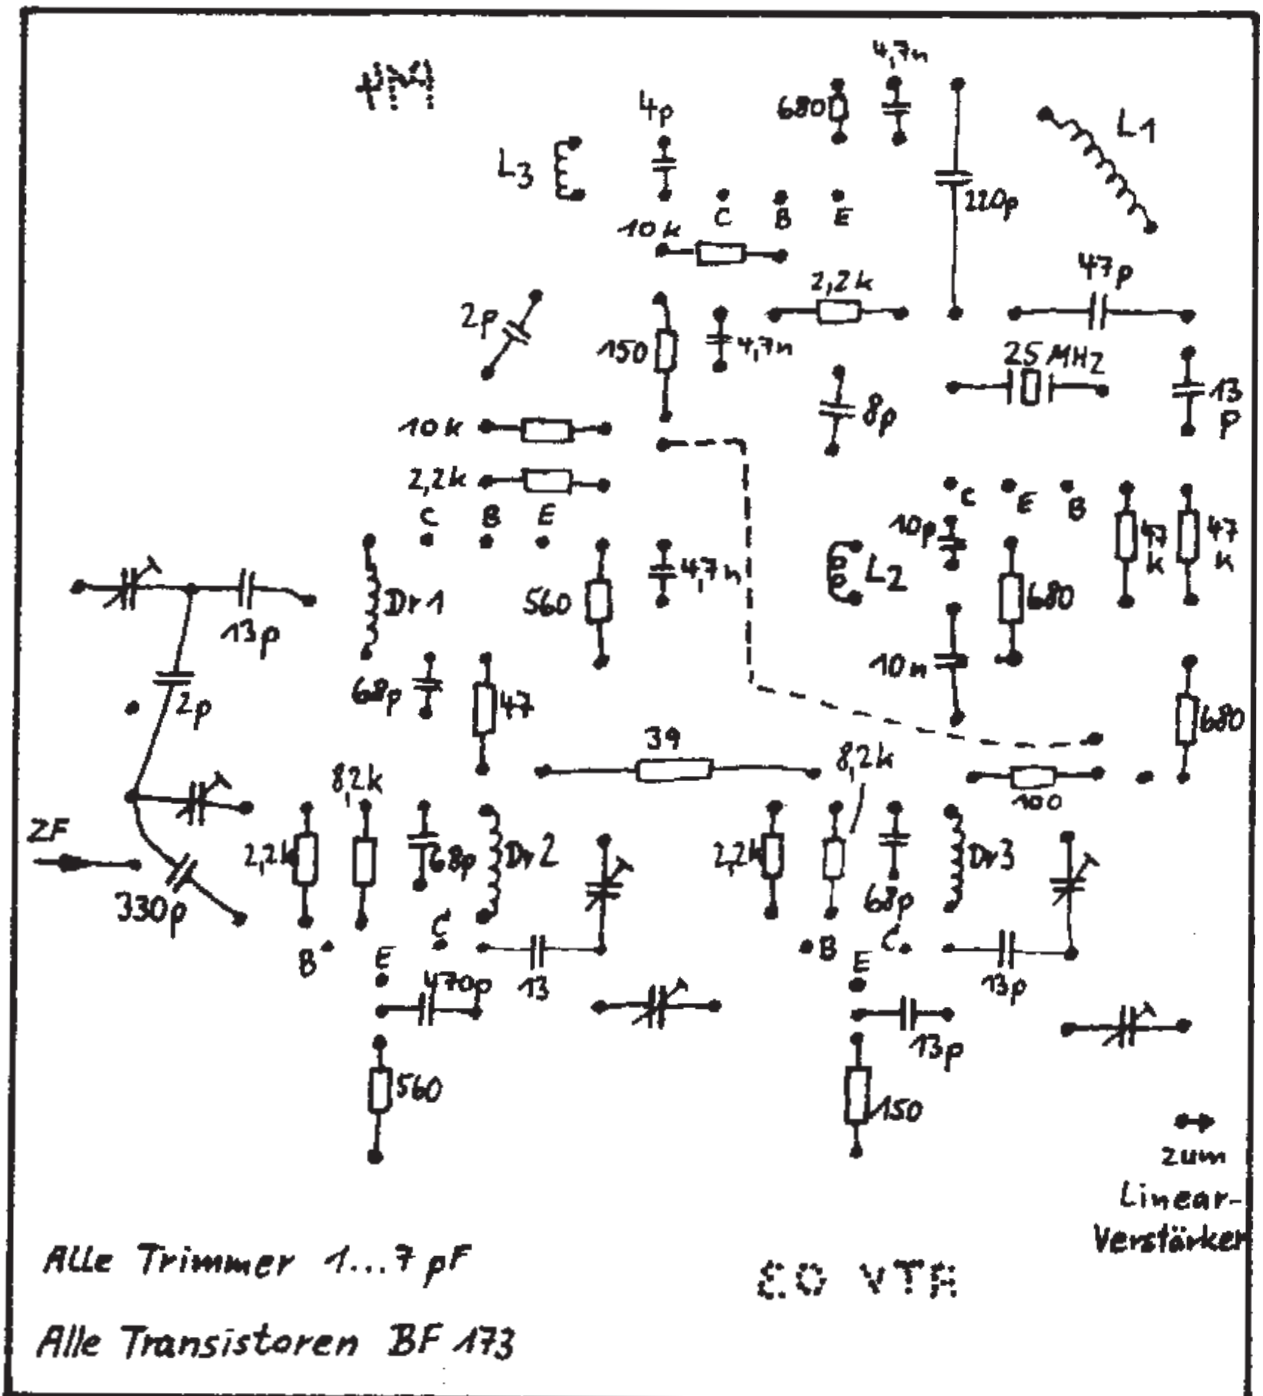 4,7n
4p
680
L1
L3
220p
C
B
E
10k
47p
2,2k
2p
150
4,7n
25 MHz
13
p
8p
10k
2,2k
C
B
E
C
E
B
10p
47
k
47
k
L2
Dr1
560
4,7n
680
13p
10n
68p
47
2p
680
39
8,2k
8,2k
100
ZF
2,2k
68p
Dr2
2,2k
68p
Dr3
330p
B
E
C
B
E
C
470p
13
13p
13p
560
150
zum
Linear-
Verstärker
Alle Trimmer 1...7 pF
Alle Transistoren BF 173